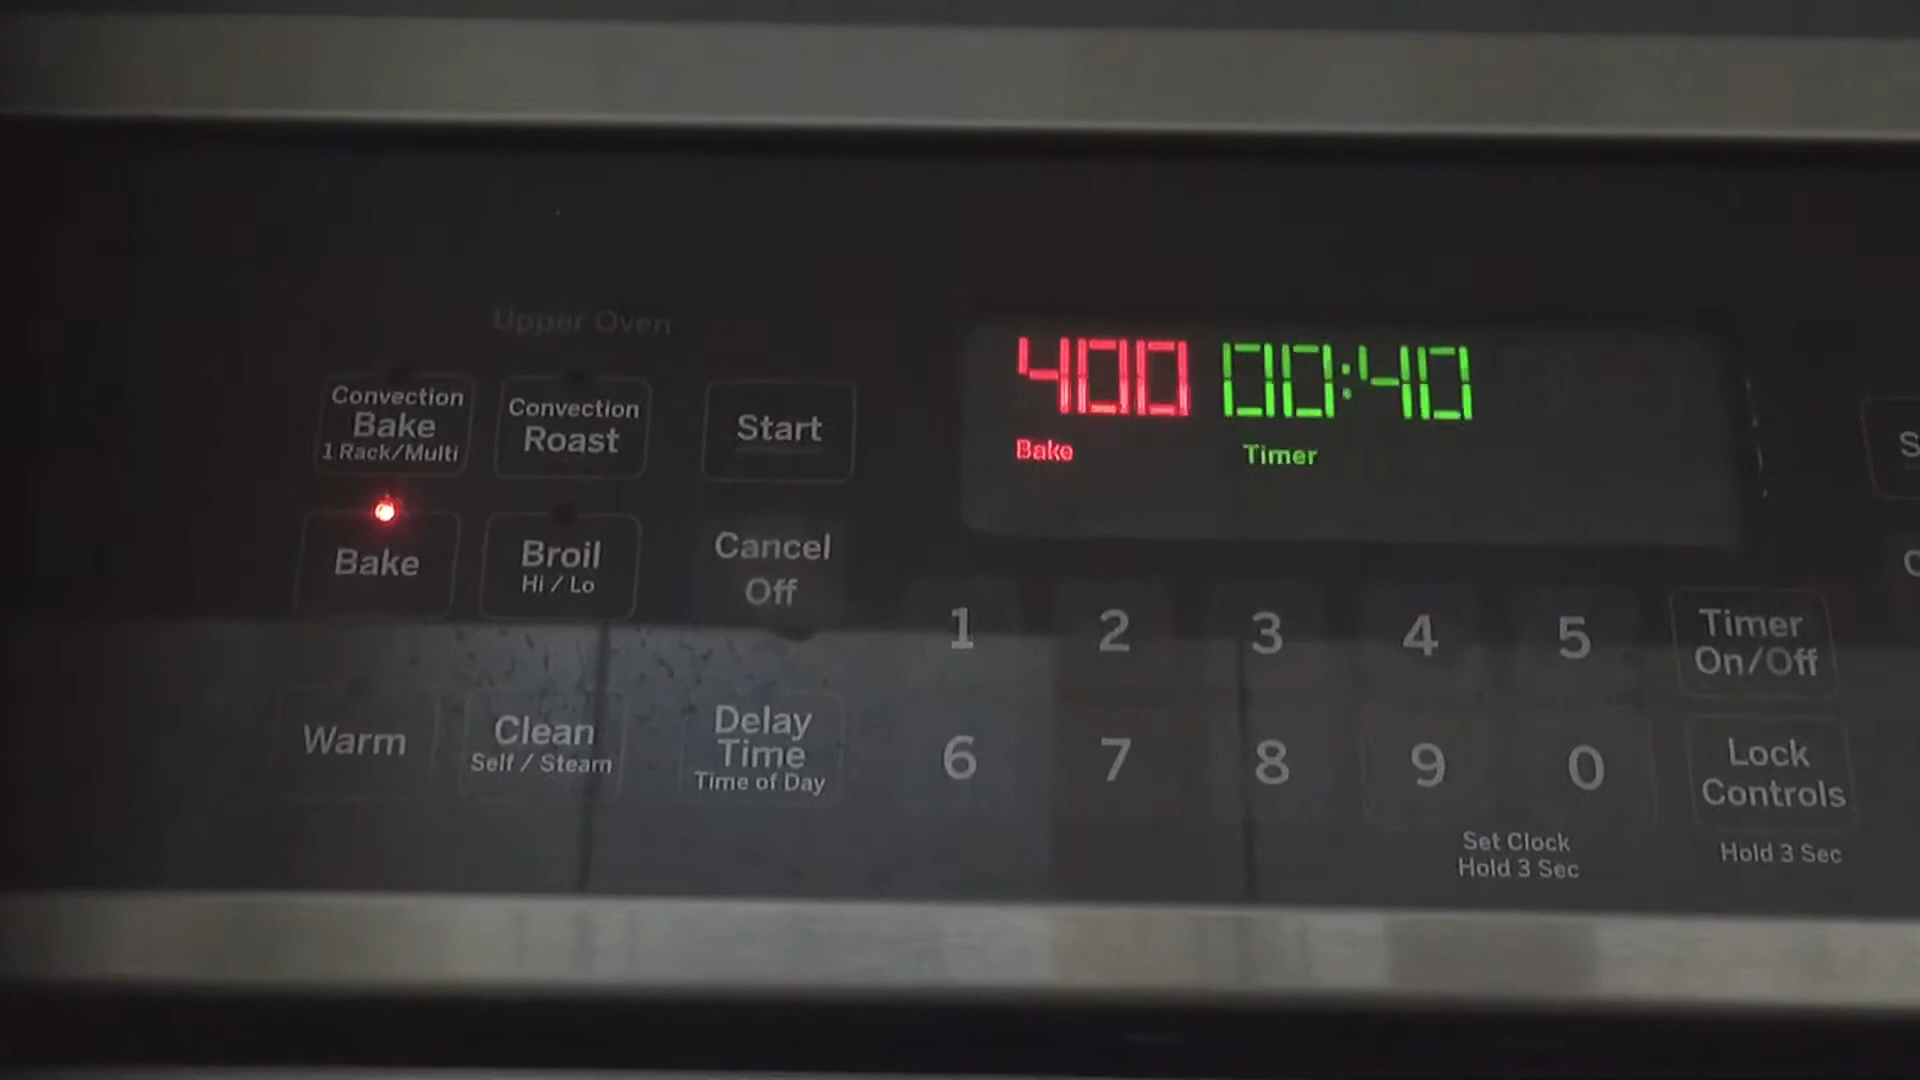 Upper Oven
Convection
Bake
1 Rack/Multi
Convection
Roast
Start
400 00:40
Bake Timer
Bake
Broil
Hi / Lo
Cancel
Off
1 2 3 4 5
Timer
On/Off
Warm
Clean
Self / Steam
Delay
Time
Time of Day
6 7 8 9 0
Lock
Controls
Set Clock
Hold 3 Sec
Hold 3 Sec